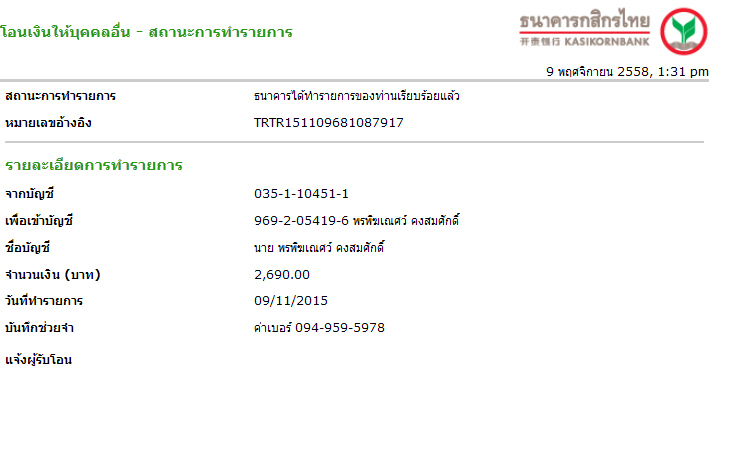 ธนาคารกสิกรไทย
开泰银行 KASIKORNBANK
โอนเงินให้บุคคลอื่น - สถานะการทำรายการ
9 พฤศจิกายน 2558, 1:31 pm
สถานะการทำรายการ ธนาคารได้ทำรายการของท่านเรียบร้อยแล้ว
หมายเลขอ้างอิง TRTR151109681087917
รายละเอียดการทำรายการ
จากบัญชี 035-1-10451-1
เพื่อเข้าบัญชี 969-2-05419-6 พรพิฆเณศว์ คงสมศักดิ์
ชื่อบัญชี นาย พรพิฆเณศว์ คงสมศักดิ์
จำนวนเงิน (บาท) 2,690.00
วันที่ทำรายการ 09/11/2015
บันทึกช่วยจำ ค่าเบอร์ 094-959-5978
แจ้งผู้รับโอน